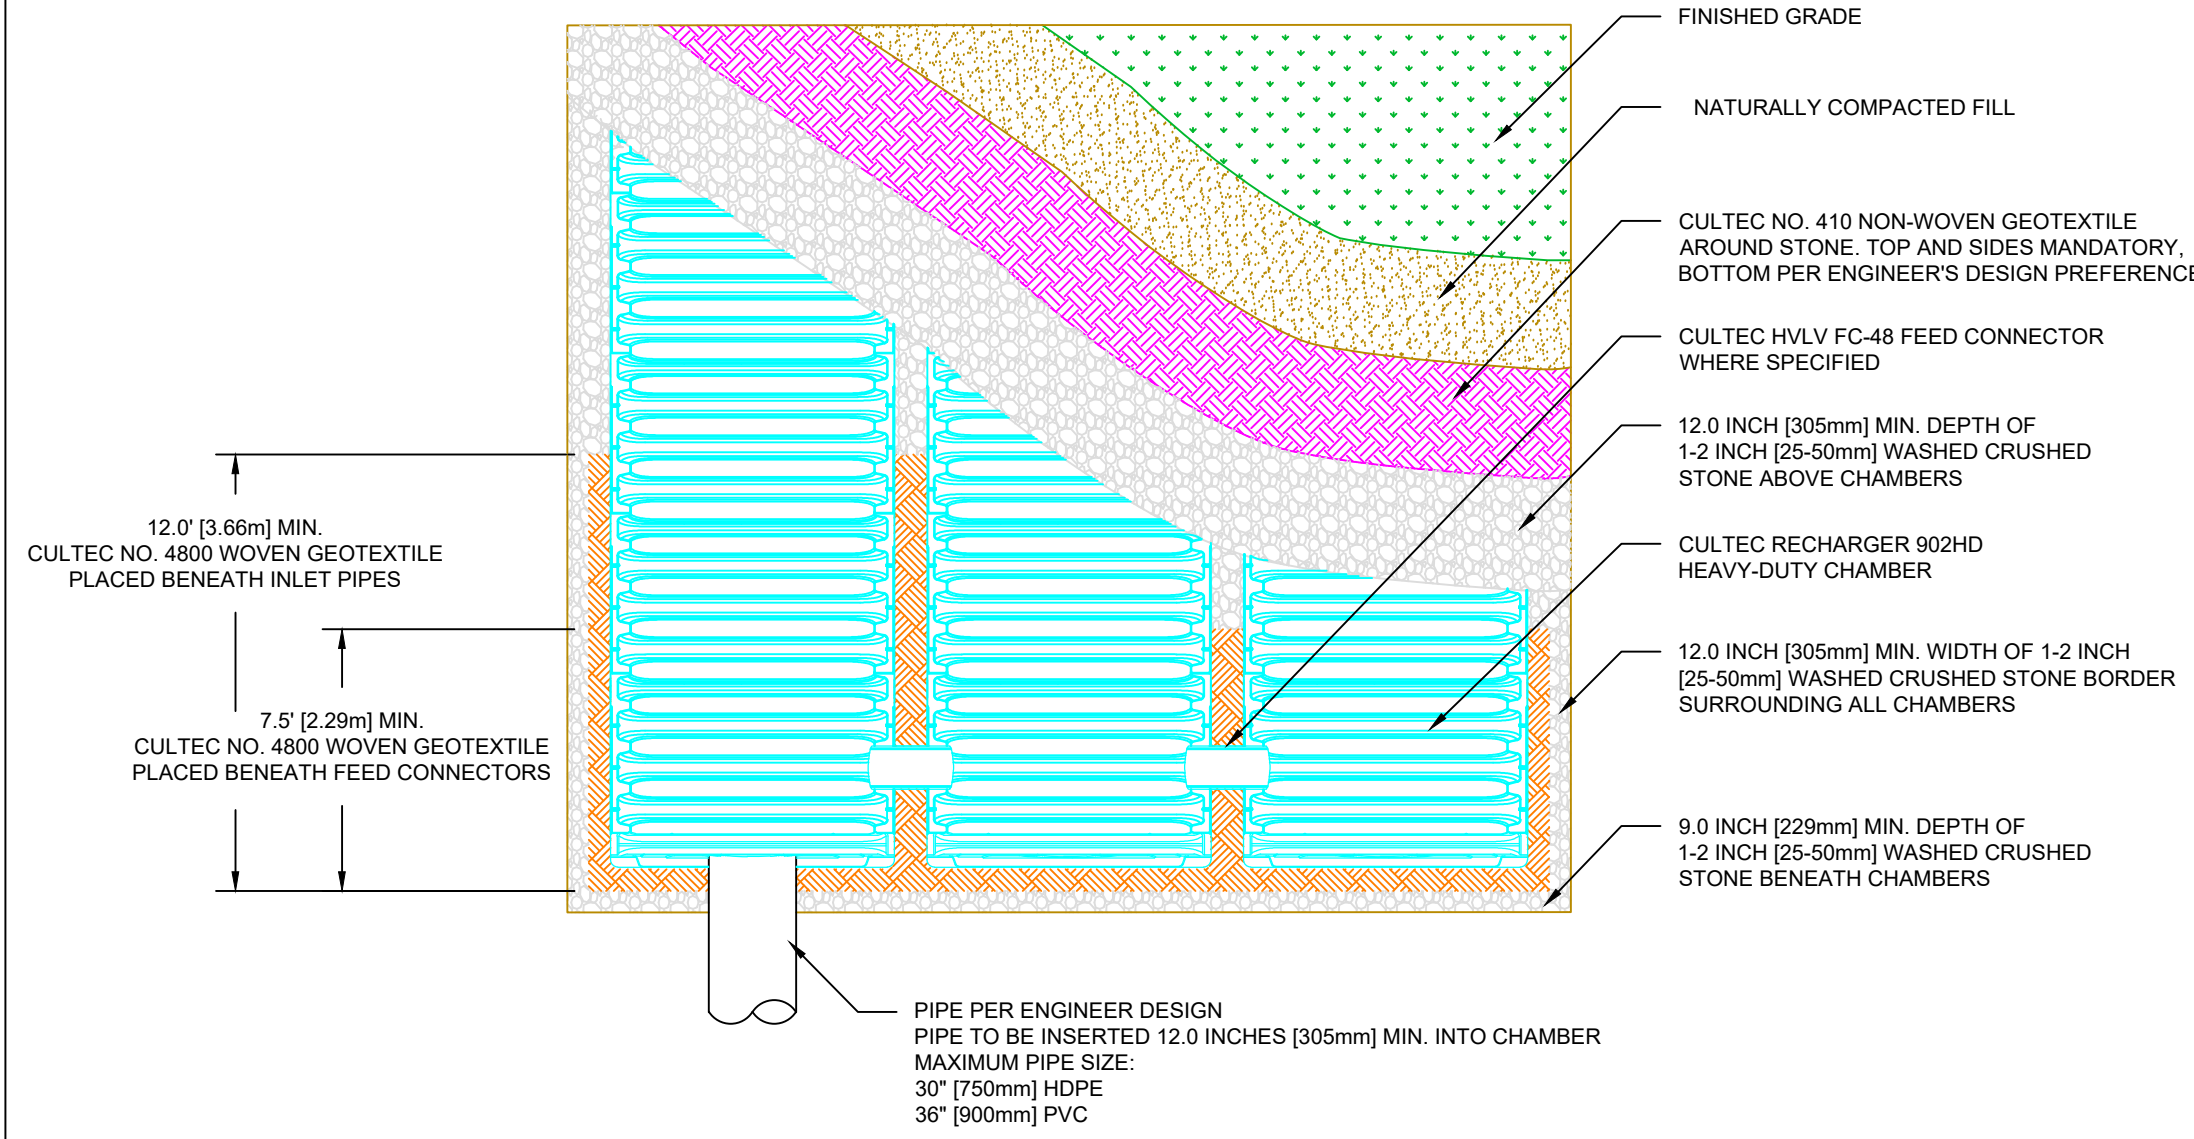 FINISHED GRADE
NATURALLY COMPACTED FILL
CULTEC NO. 410 NON-WOVEN GEOTEXTILE
AROUND STONE. TOP AND SIDES MANDATORY,
BOTTOM PER ENGINEER'S DESIGN PREFERENCE
CULTEC HVLV FC-48 FEED CONNECTOR
WHERE SPECIFIED
12.0 INCH [305mm] MIN. DEPTH OF
1-2 INCH [25-50mm] WASHED CRUSHED
STONE ABOVE CHAMBERS
CULTEC RECHARGER 902HD
HEAVY-DUTY CHAMBER
12.0 INCH [305mm] MIN. WIDTH OF 1-2 INCH
[25-50mm] WASHED CRUSHED STONE BORDER
SURROUNDING ALL CHAMBERS
9.0 INCH [229mm] MIN. DEPTH OF
1-2 INCH [25-50mm] WASHED CRUSHED
STONE BENEATH CHAMBERS
12.0' [3.66m] MIN.
CULTEC NO. 4800 WOVEN GEOTEXTILE
PLACED BENEATH INLET PIPES
7.5' [2.29m] MIN.
CULTEC NO. 4800 WOVEN GEOTEXTILE
PLACED BENEATH FEED CONNECTORS
PIPE PER ENGINEER DESIGN
PIPE TO BE INSERTED 12.0 INCHES [305mm] MIN. INTO CHAMBER
MAXIMUM PIPE SIZE:
30" [750mm] HDPE
36" [900mm] PVC